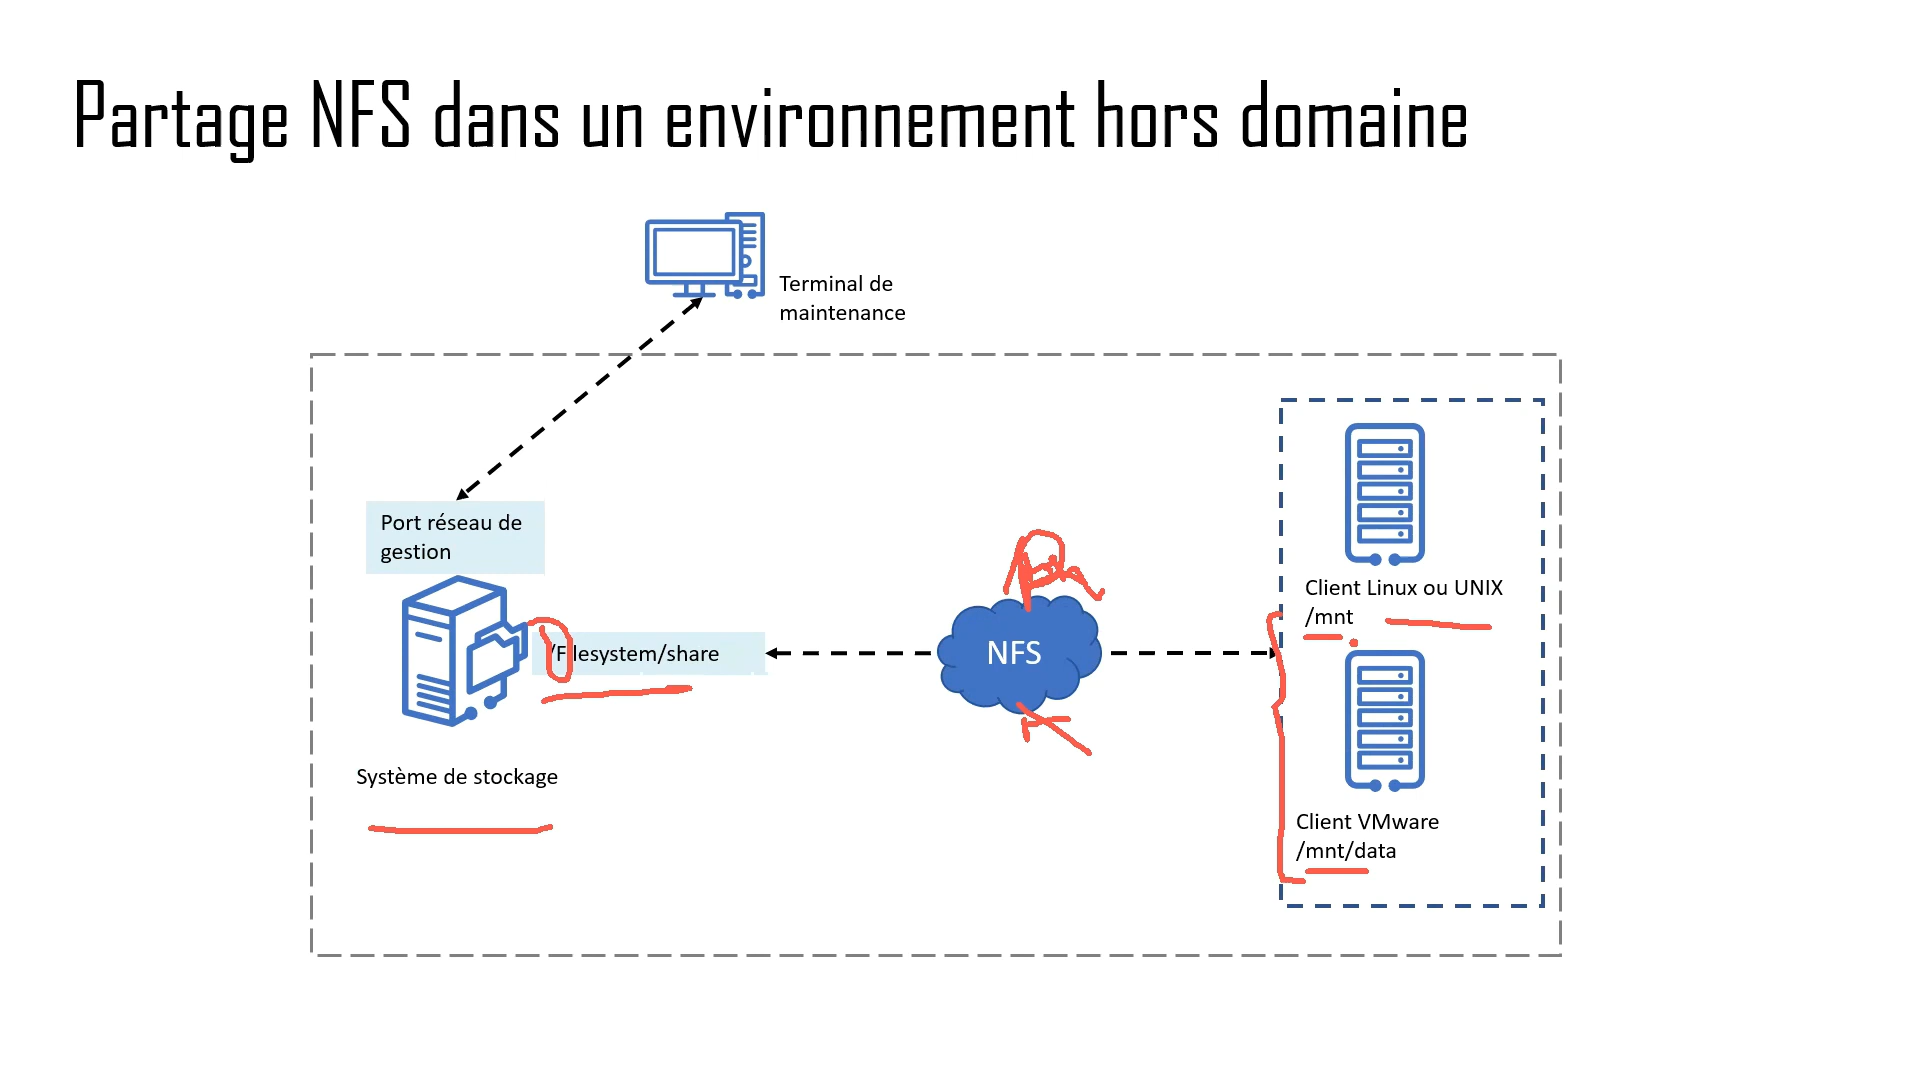 Partage NFS dans un environnement hors domaine
Terminal de
maintenance
Port réseau de
gestion
/Filesystem/share
NFS
Système de stockage
Client Linux ou UNIX
/mnt
Client VMware
/mnt/data